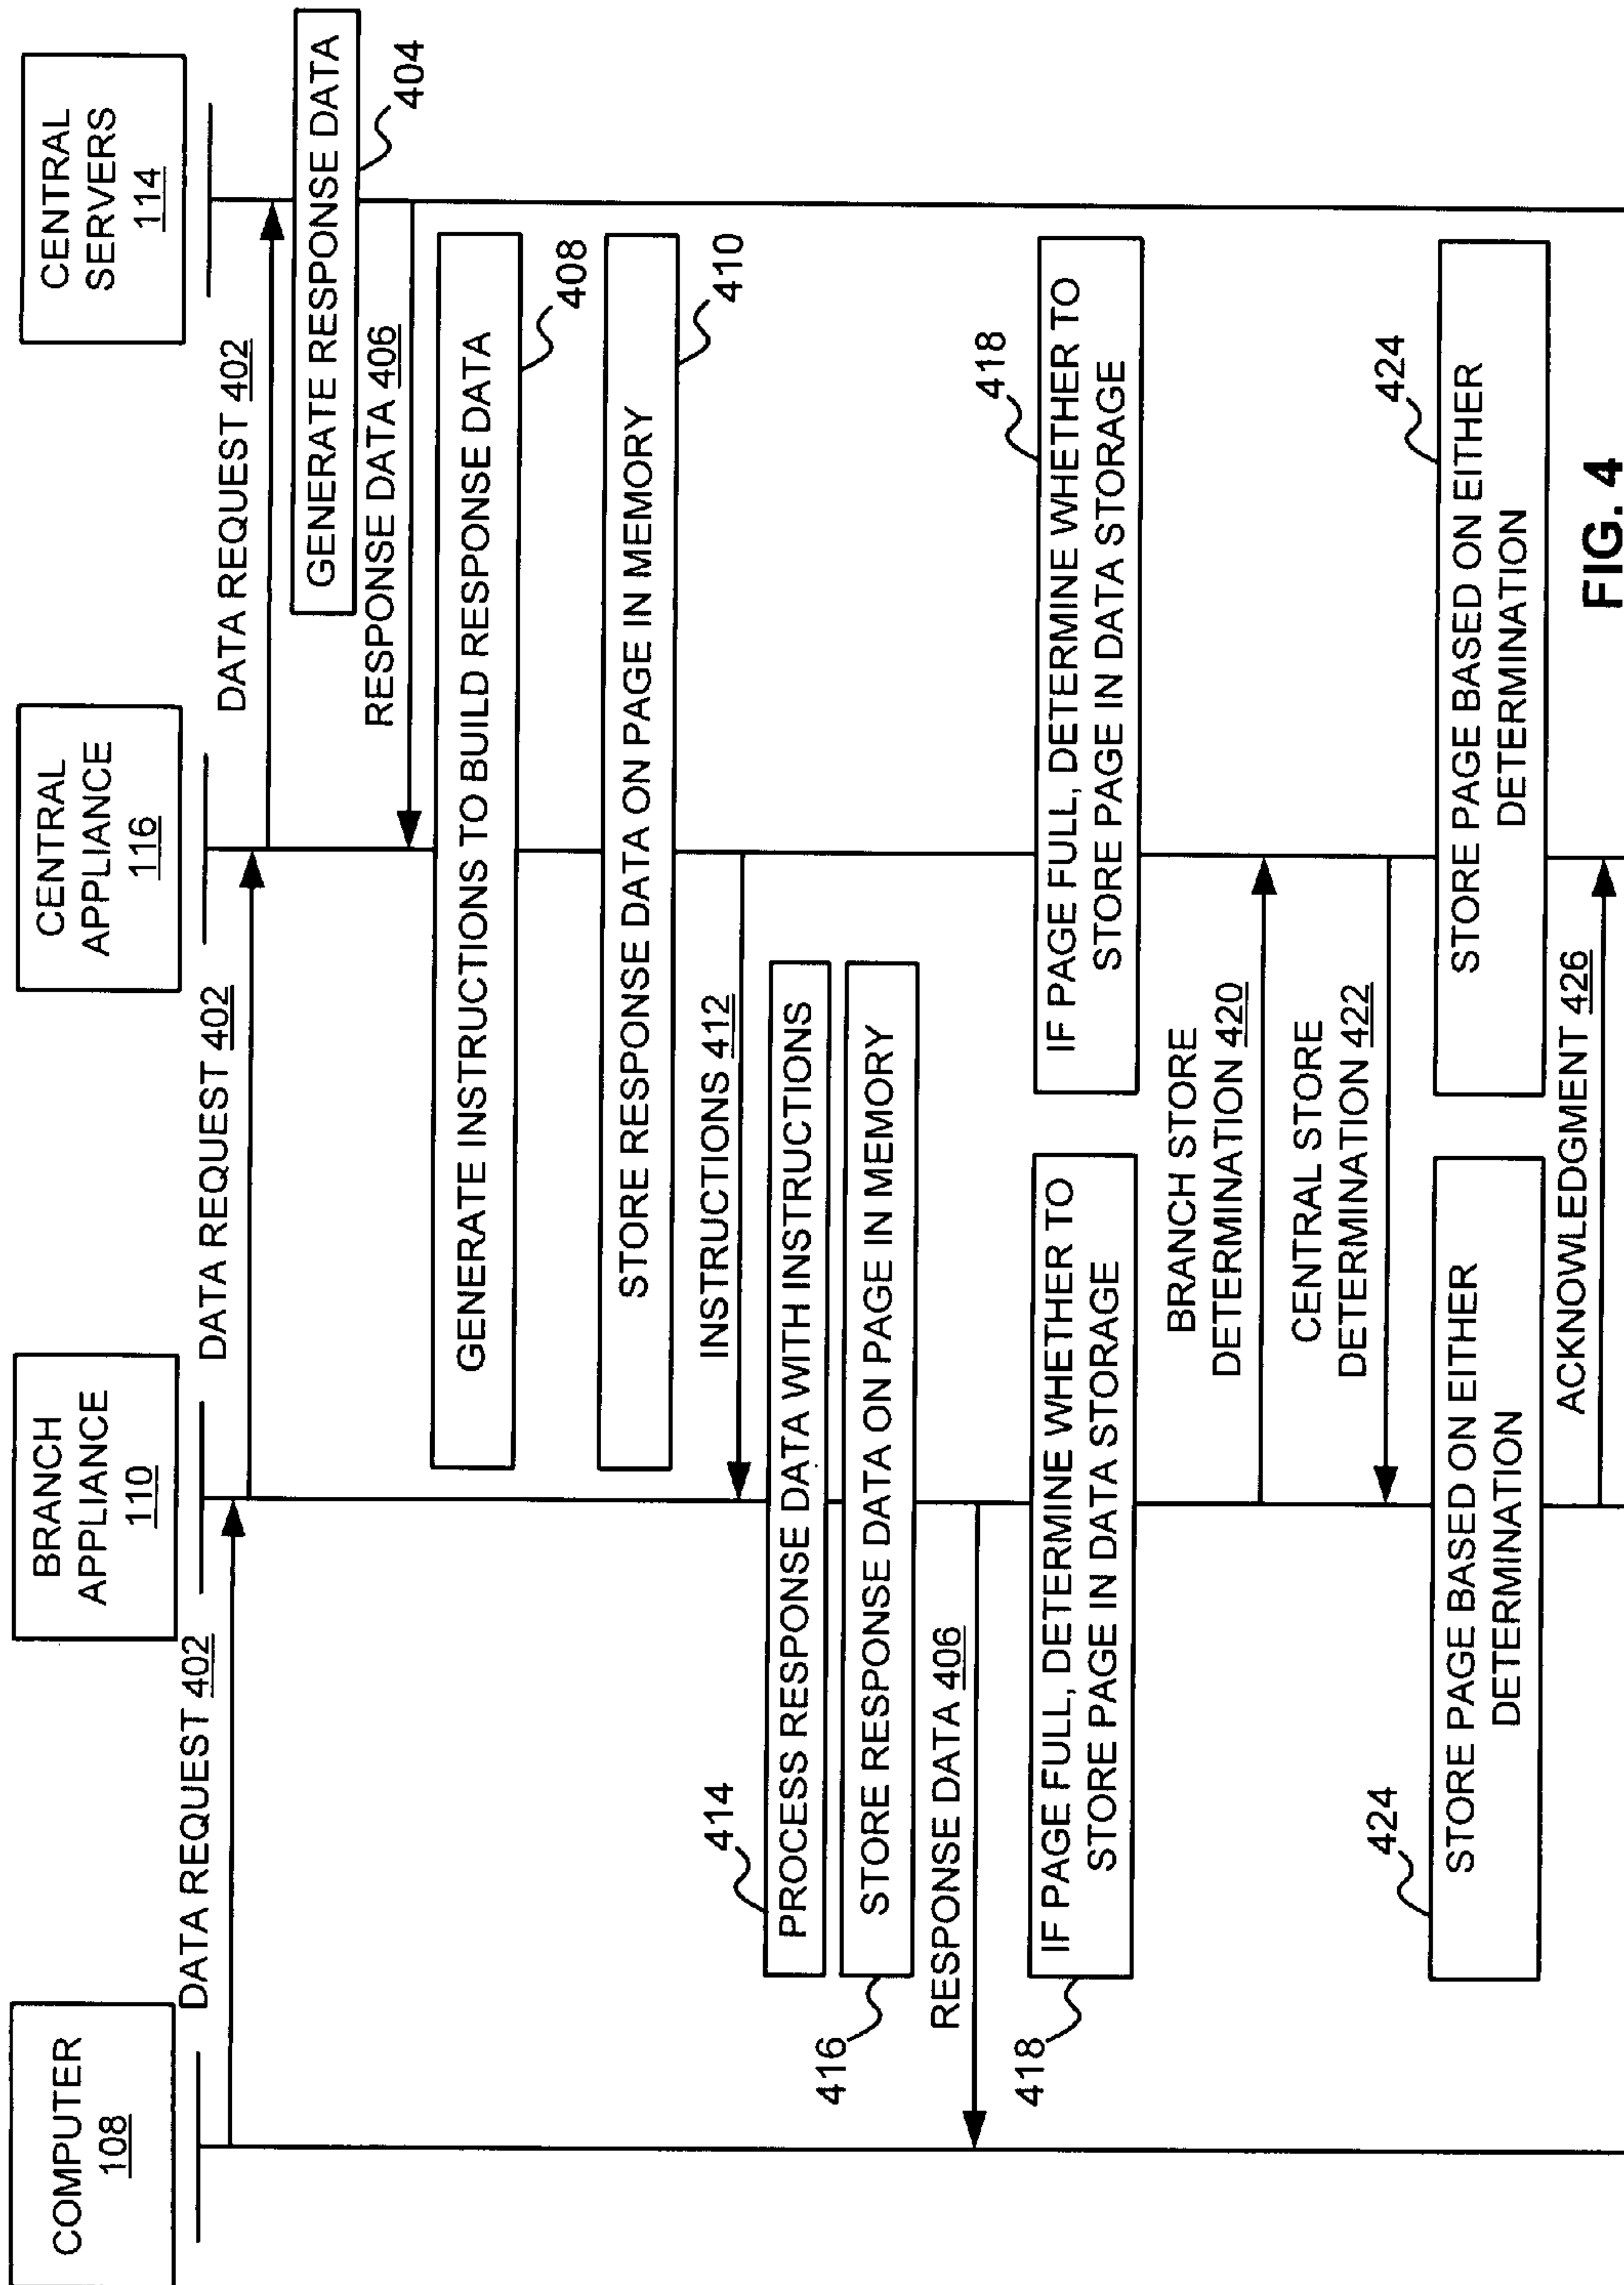 COMPUTER
108
BRANCH
APPLIANCE
110
CENTRAL
APPLIANCE
116
CENTRAL
SERVERS
114
DATA REQUEST 402
DATA REQUEST 402
DATA REQUEST 402
GENERATE RESPONSE DATA
404
RESPONSE DATA 406
GENERATE INSTRUCTIONS TO BUILD RESPONSE DATA
408
STORE RESPONSE DATA ON PAGE IN MEMORY
410
INSTRUCTIONS 412
414
PROCESS RESPONSE DATA WITH INSTRUCTIONS
STORE RESPONSE DATA ON PAGE IN MEMORY
416
RESPONSE DATA 406
418
IF PAGE FULL, DETERMINE WHETHER TO
STORE PAGE IN DATA STORAGE
418
IF PAGE FULL, DETERMINE WHETHER TO
STORE PAGE IN DATA STORAGE
BRANCH STORE
DETERMINATION 420
CENTRAL STORE
DETERMINATION 422
424
STORE PAGE BASED ON EITHER
DETERMINATION
424
STORE PAGE BASED ON EITHER
DETERMINATION
ACKNOWLEDGMENT 426
FIG. 4